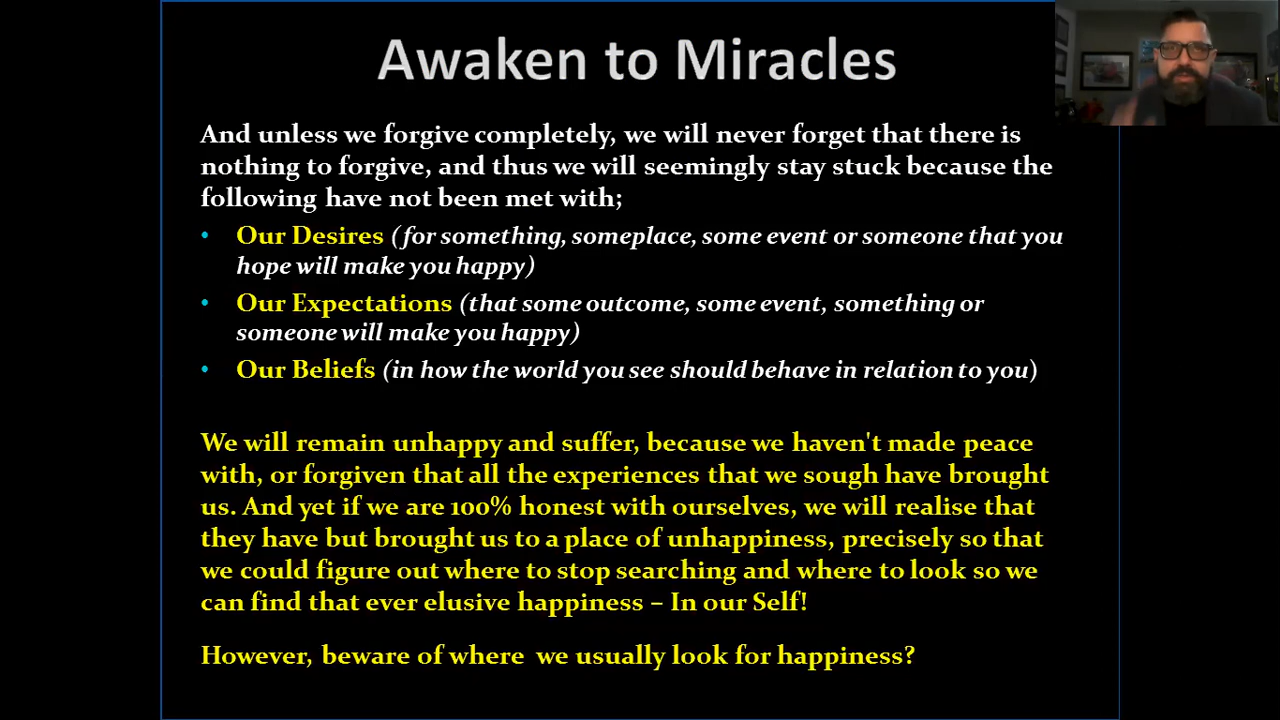 Awaken to Miracles
And unless we forgive completely, we will never forget that there is
nothing to forgive, and thus we will seemingly stay stuck because the
following have not been met with;
• Our Desires (for something, someplace, some event or someone that you
hope will make you happy)
• Our Expectations (that some outcome, some event, something or
someone will make you happy)
• Our Beliefs (in how the world you see should behave in relation to you)
We will remain unhappy and suffer, because we haven't made peace
with, or forgiven that all the experiences that we sough have brought
us. And yet if we are 100% honest with ourselves, we will realise that
they have but brought us to a place of unhappiness, precisely so that
we could figure out where to stop searching and where to look so we
can find that ever elusive happiness – In our Self!
However, beware of where we usually look for happiness?